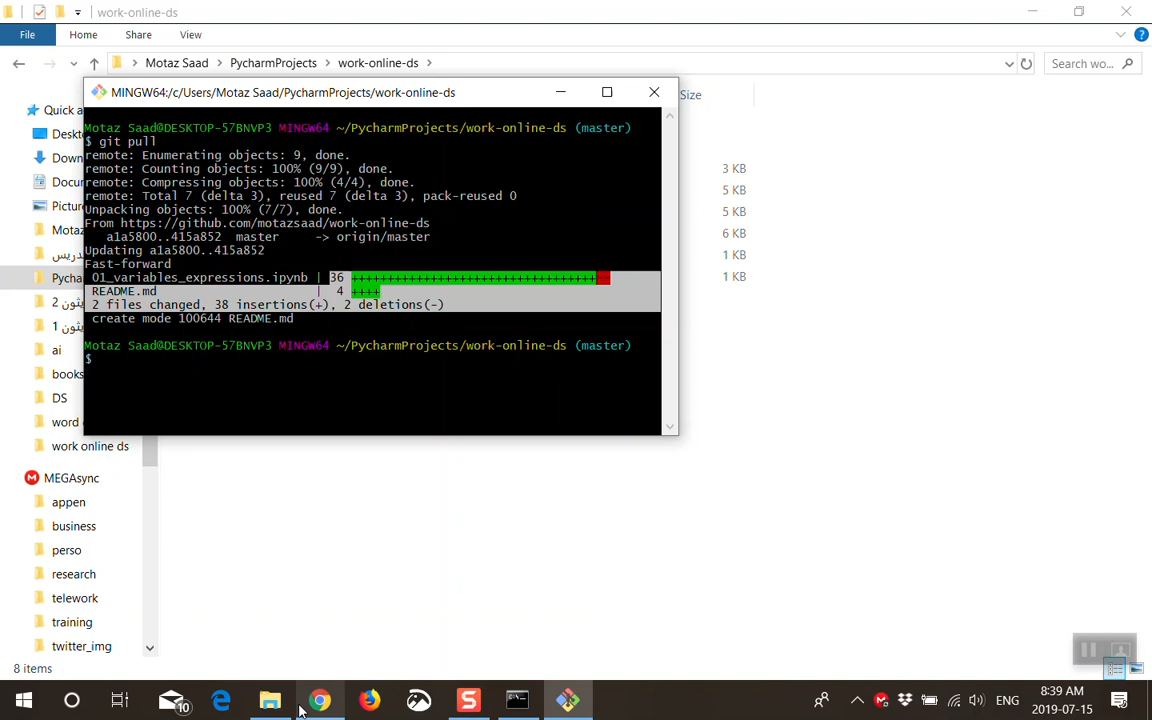 work-online-ds
File Home Share View
Motaz Saad PycharmProjects work-online-ds Search wo...
MINGW64:/c/Users/Motaz Saad/PycharmProjects/work-online-ds
Size
Motaz Saad@DESKTOP-57BNVP3 MINGW64 ~/PycharmProjects/work-online-ds (master)
$ git pull
remote: Enumerating objects: 9, done.
remote: Counting objects: 100% (9/9), done.
remote: Compressing objects: 100% (4/4), done.
remote: Total 7 (delta 3), reused 7 (delta 3), pack-reused 0
Unpacking objects: 100% (7/7), done.
From https://github.com/motazsaad/work-online-ds
a1a5800..415a852 master -> origin/master
Updating a1a5800..415a852
Fast-forward
01_variables_expressions.ipynb | 36 ++++++++++++++++++++++++++++++++++--
README.md | 4 ++++
2 files changed, 38 insertions(+), 2 deletions(-)
create mode 100644 README.md
Motaz Saad@DESKTOP-57BNVP3 MINGW64 ~/PycharmProjects/work-online-ds (master)
$
3 KB
5 KB
5 KB
6 KB
1 KB
1 KB
Quick a
Deskt
Down
Docu
Pictur
Motaz
دريس
Pycha
يثون 2
يثون 1
ai
books
DS
word
work online ds
MEGAsync
appen
business
perso
research
telework
training
twitter_img
8 items
10
ENG
8:39 AM
2019-07-15